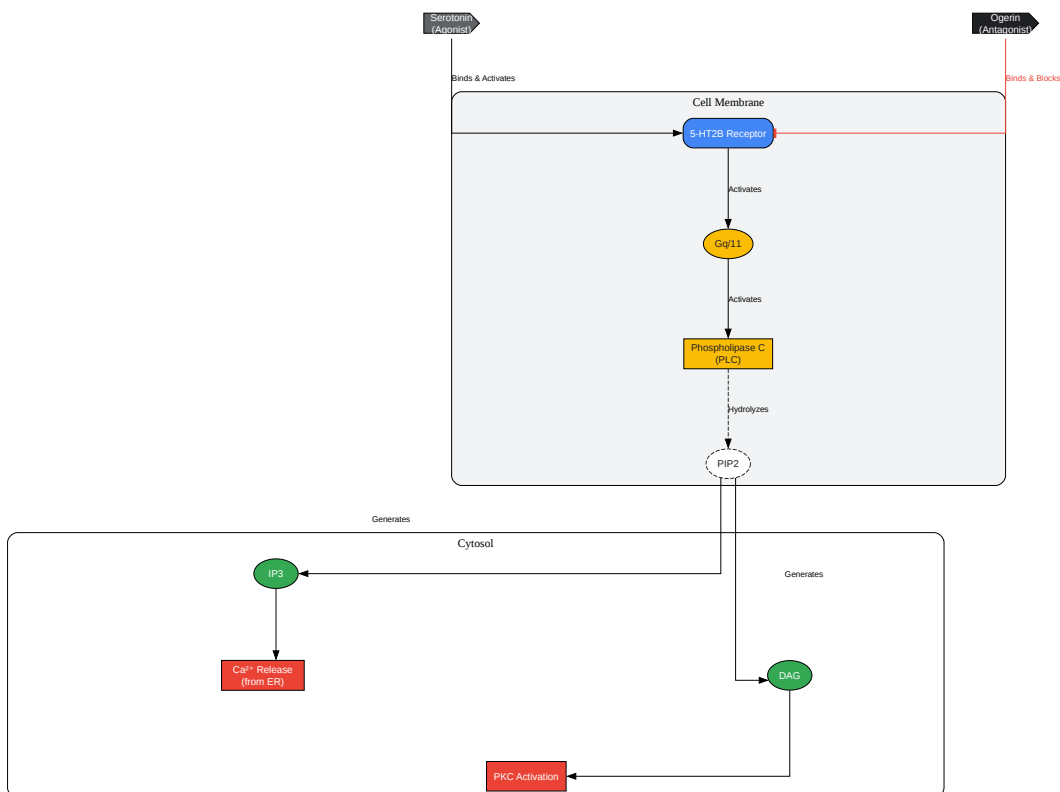 Serotonin
(Agonist)
Ogerin
(Antagonist)
Binds & Activates
Binds & Blocks
Cell Membrane
5-HT2B Receptor
Activates
Gq/11
Activates
Phospholipase C
(PLC)
Hydrolyzes
PIP2
Generates
Cytosol
IP3
Generates
Ca²⁺ Release
(from ER)
DAG
PKC Activation